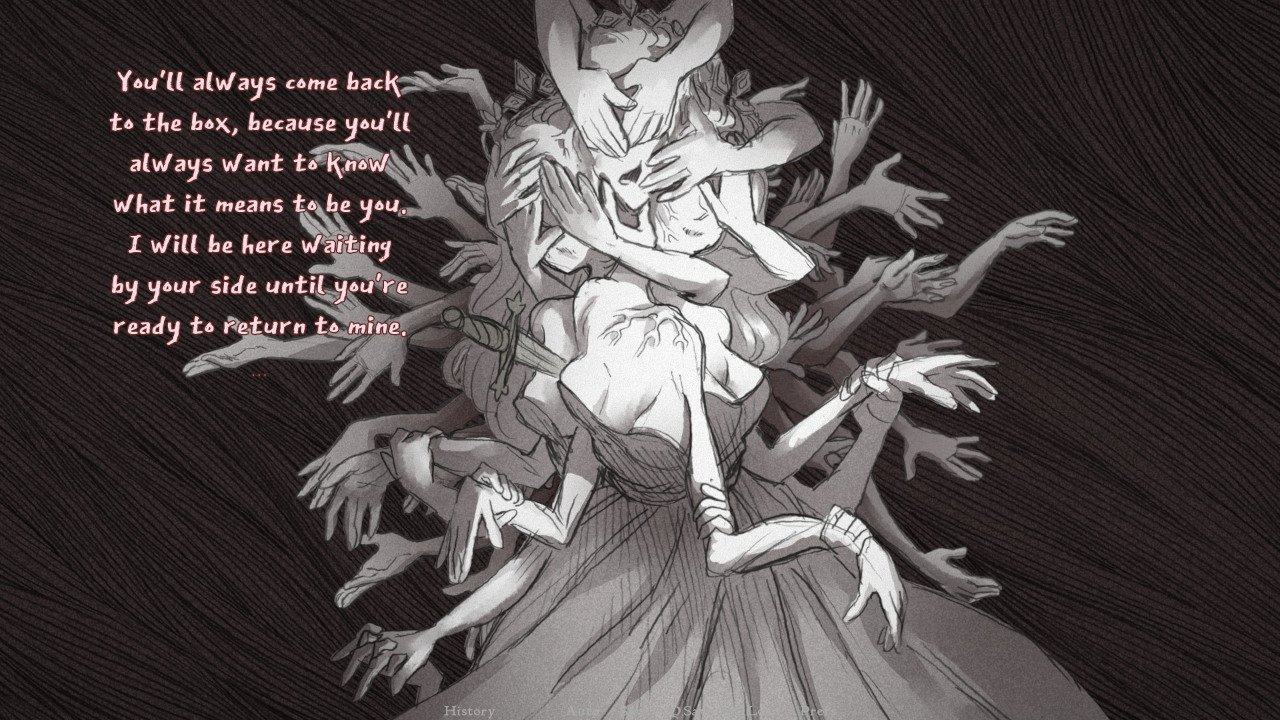 You'll always come back
to the box, because you'll
always want to know
what it means to be you.
I will be here waiting
by your side until you're
ready to return to mine.
...
History